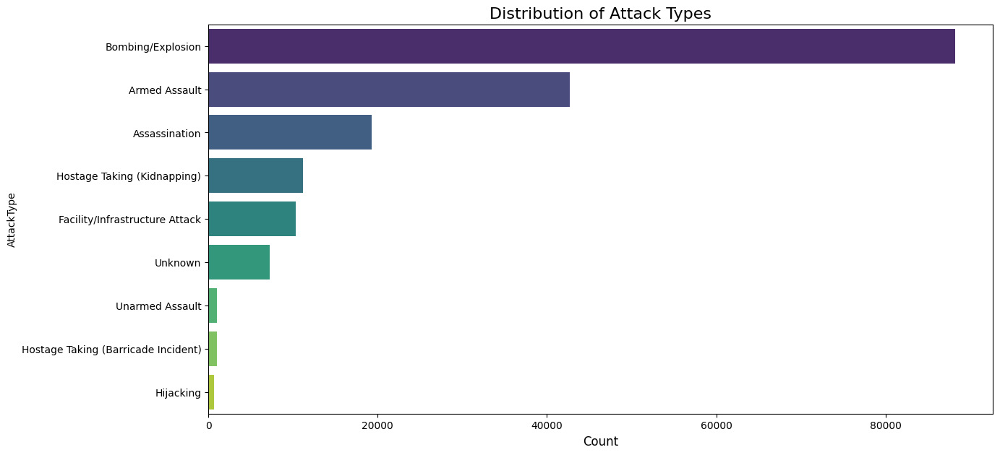 Distribution of Attack Types
AttackType
Bombing/Explosion
Armed Assault
Assassination
Hostage Taking (Kidnapping)
Facility/Infrastructure Attack
Unknown
Unarmed Assault
Hostage Taking (Barricade Incident)
Hijacking
0 20000 40000 60000 80000
Count